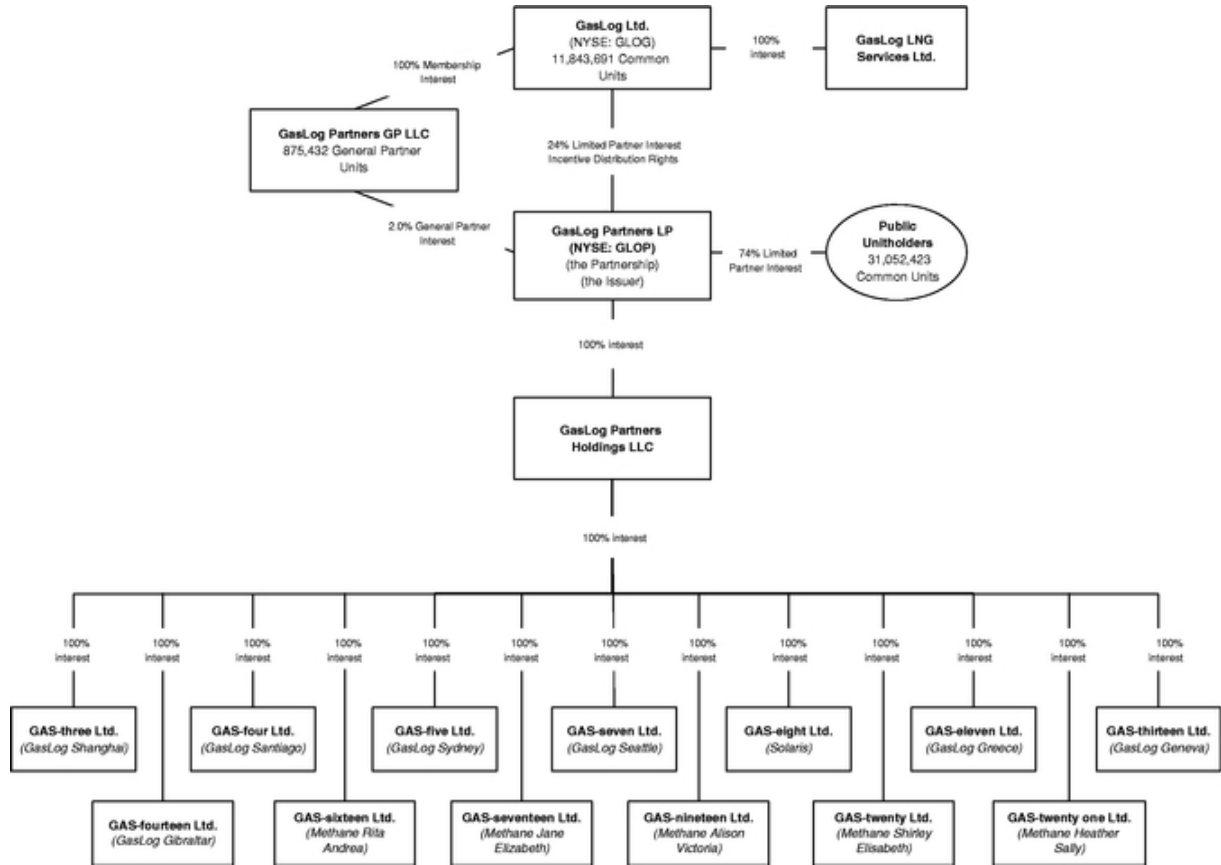 GasLog Ltd.
(NYSE: GLOG)
11,843,691 Common
Units
100%
interest
GasLog LNG
Services Ltd.
100% Membership
Interest
GasLog Partners GP LLC
875,432 General Partner
Units
24% Limited Partner Interest
Incentive Distribution Rights
2.0% General Partner
Interest
GasLog Partners LP
(NYSE: GLOP)
(the Partnership)
(the Issuer)
74% Limited
Partner Interest
Public
Unitholders
31,052,423
Common Units
100% interest
GasLog Partners
Holdings LLC
100% interest
100%
interest
100%
interest
100%
interest
100%
interest
100%
interest
100%
interest
100%
interest
100%
interest
100%
interest
100%
interest
100%
interest
100%
interest
100%
interest
GAS-three Ltd.
(GasLog Shanghai)
GAS-four Ltd.
(GasLog Santiago)
GAS-five Ltd.
(GasLog Sydney)
GAS-seven Ltd.
(GasLog Seattle)
GAS-eight Ltd.
(Solaris)
GAS-eleven Ltd.
(GasLog Greece)
GAS-thirteen Ltd.
(GasLog Geneva)
GAS-fourteen Ltd.
(GasLog Gibraltar)
GAS-sixteen Ltd.
(Methane Rita
Andrea)
GAS-seventeen Ltd.
(Methane Jane
Elizabeth)
GAS-nineteen Ltd.
(Methane Alison
Victoria)
GAS-twenty Ltd.
(Methane Shirley
Elisabeth)
GAS-twenty one Ltd.
(Methane Heather
Sally)